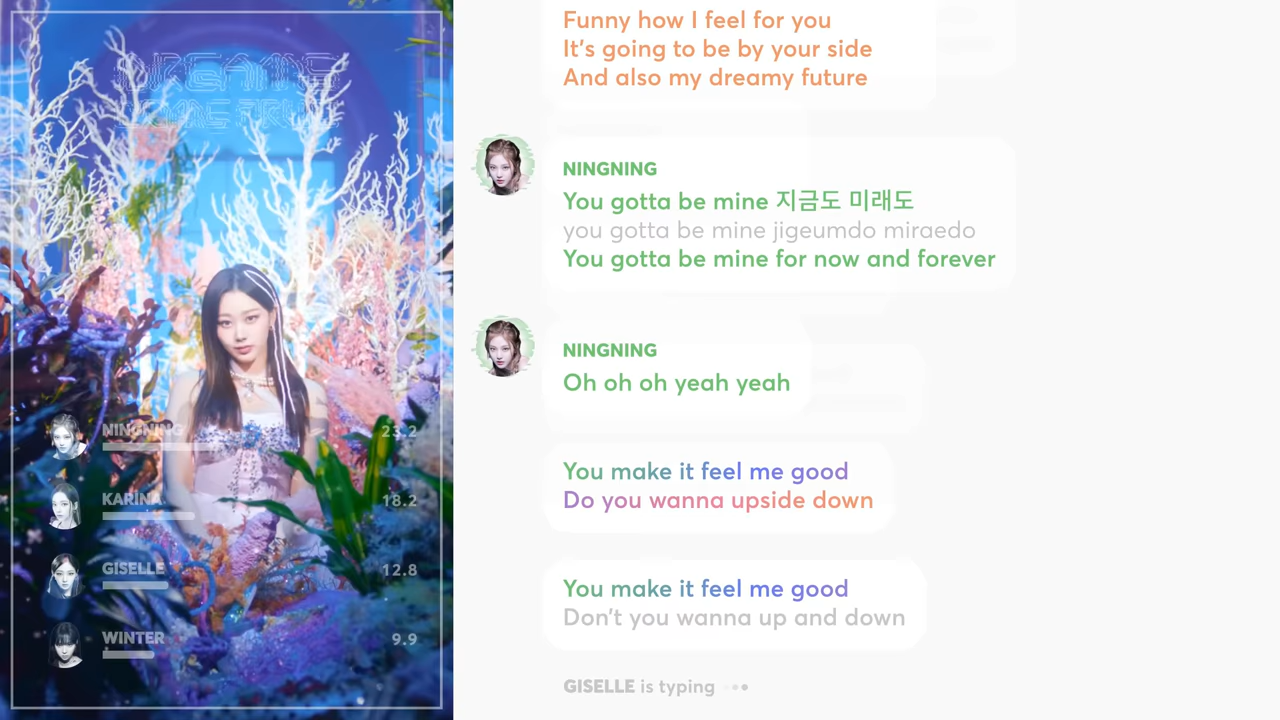 NINGNING
23.2
KARINA
18.2
GISELLE
12.8
WINTER
9.9
Funny how I feel for you
It's going to be by your side
And also my dreamy future
NINGNING
You gotta be mine 지금도 미래도
you gotta be mine jigeumdo miraedo
You gotta be mine for now and forever
NINGNING
Oh oh oh yeah yeah
You make it feel me good
Do you wanna upside down
You make it feel me good
Don't you wanna up and down
GISELLE is typing